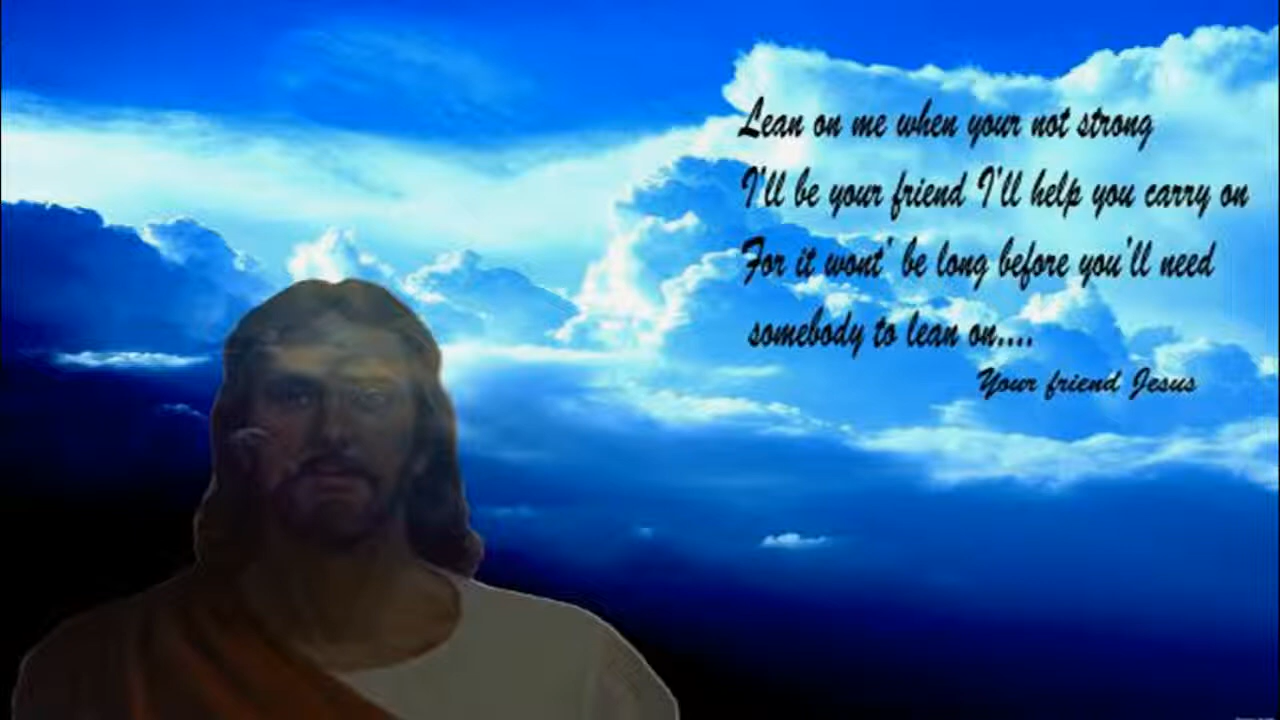 Lean on me when your not strong
I'll be your friend I'll help you carry on
For it wont' be long before you'll need
somebody to lean on....
Your friend Jesus